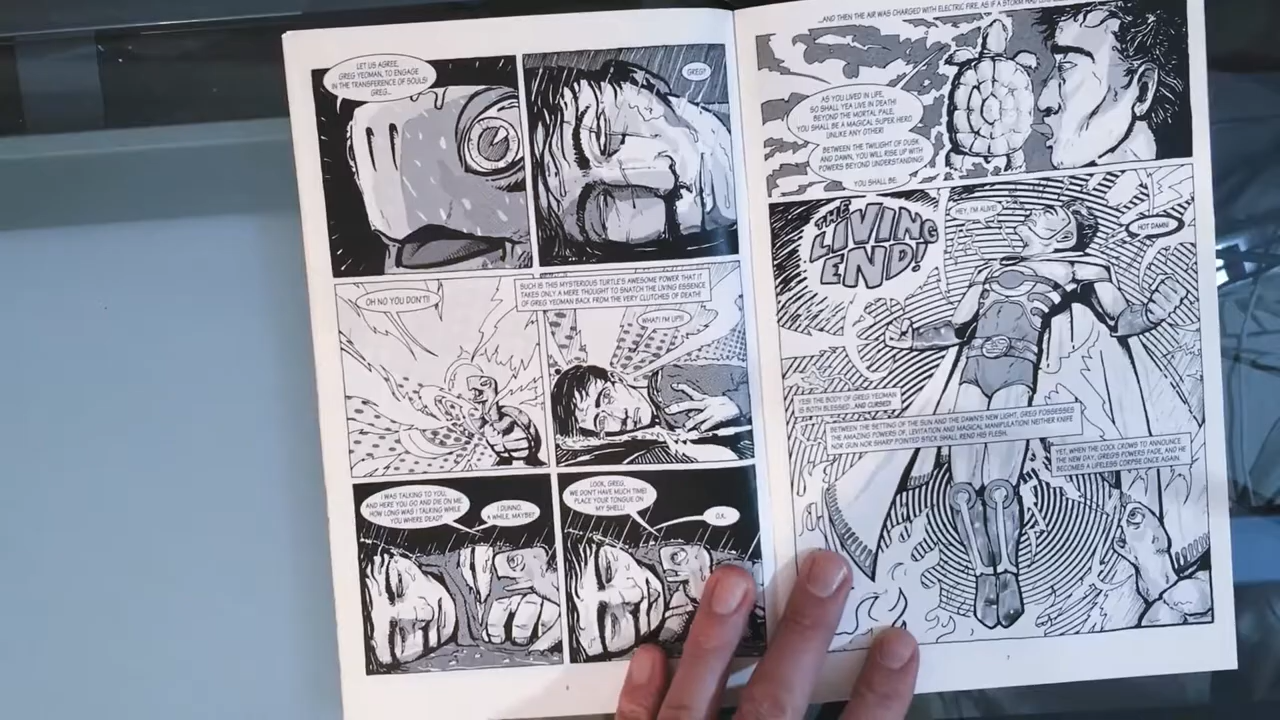 LET US AGREE,
GREG YEOMAN, TO ENGAGE
IN THE TRANSFERENCE OF SOULS!
GREG...
GREG?
OH NO YOU DON'T!
SUCH IS THIS MYSTERIOUS TURTLE'S AWESOME POWER THAT IT
TAKES ONLY A MERE THOUGHT TO SNATCH THE LIVING ESSENCE
OF GREG YEOMAN BACK FROM THE VERY CLUTCHES OF DEATH!
WHAT! I'M UP!!
I WAS TALKING TO YOU,
AND HERE YOU GO AND DIE ON ME.
HOW LONG WAS I TALKING WHILE
YOU WHERE DEAD?
I DUNNO,
A WHILE, MAYBE?
LOOK, GREG,
WE DON'T HAVE MUCH TIME!
PLACE YOUR TONGUE ON
MY SHELL!
O.K.
...AND THEN THE AIR WAS CHARGED WITH ELECTRIC FIRE, AS IF A STORM HAD
AS YOU LIVED IN LIFE,
SO SHALL YEA LIVE IN DEATH!
BEYOND THE MORTAL PALE,
YOU SHALL BE A MAGICAL SUPER HERO
UNLIKE ANY OTHER!
BETWEEN THE TWILIGHT OF DUSK
AND DAWN, YOU WILL RISE UP WITH
POWERS BEYOND UNDERSTANDING!
YOU SHALL BE:
THE
LIVING
END!
HEY, I'M ALIVE!
HOT DAMN!
YES! THE BODY OF GREG YEOMAN
IS BOTH BLESSED ...AND CURSED!
BETWEEN THE SETTING OF THE SUN AND THE DAWN'S NEW LIGHT, GREG POSSESSES
THE AMAZING POWERS OF, LEVITATION AND MAGICAL MANIPULATION! NEITHER KNIFE
NOR GUN NOR SHARP POINTED STICK SHALL REND HIS FLESH.
YET, WHEN THE COCK CROWS TO ANNOUNCE
THE NEW DAY, GREG'S POWERS FADE, AND HE
BECOMES A LIFELESS CORPSE ONCE AGAIN.